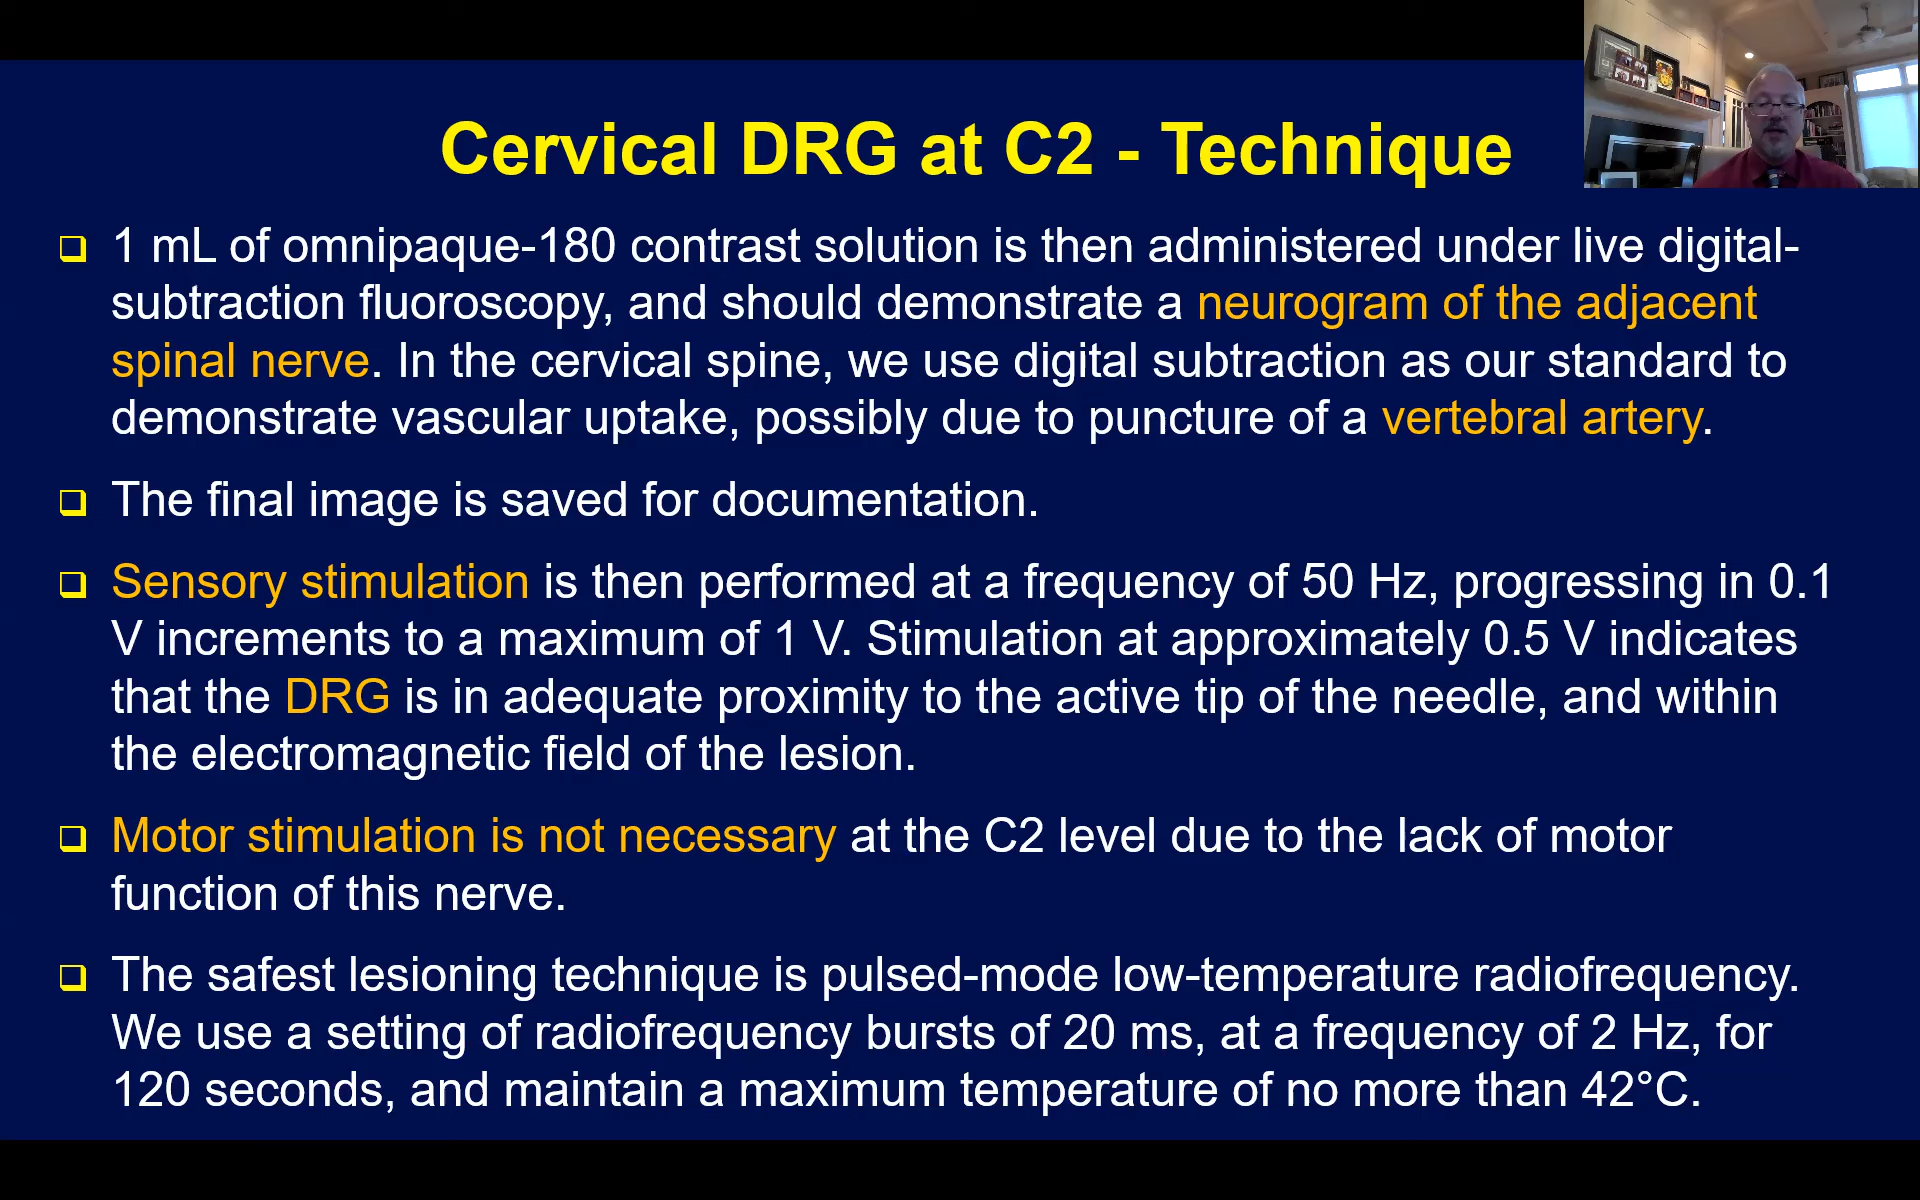 Cervical DRG at C2 - Technique
1 mL of omnipaque-180 contrast solution is then administered under live digital-
subtraction fluoroscopy, and should demonstrate a neurogram of the adjacent
spinal nerve. In the cervical spine, we use digital subtraction as our standard to
demonstrate vascular uptake, possibly due to puncture of a vertebral artery.
The final image is saved for documentation.
Sensory stimulation is then performed at a frequency of 50 Hz, progressing in 0.1
V increments to a maximum of 1 V. Stimulation at approximately 0.5 V indicates
that the DRG is in adequate proximity to the active tip of the needle, and within
the electromagnetic field of the lesion.
Motor stimulation is not necessary at the C2 level due to the lack of motor
function of this nerve.
The safest lesioning technique is pulsed-mode low-temperature radiofrequency.
We use a setting of radiofrequency bursts of 20 ms, at a frequency of 2 Hz, for
120 seconds, and maintain a maximum temperature of no more than 42°C.